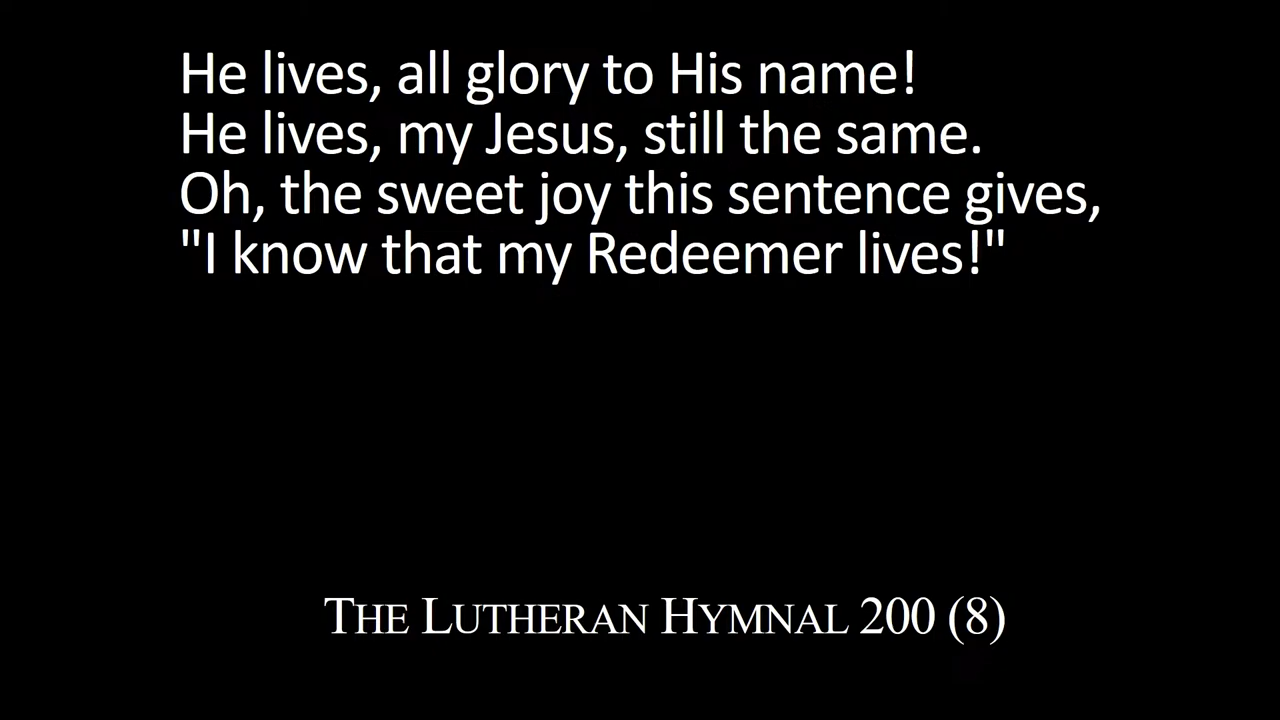 He lives, all glory to His name!
He lives, my Jesus, still the same.
Oh, the sweet joy this sentence gives,
"I know that my Redeemer lives!"
The Lutheran Hymnal 200 (8)